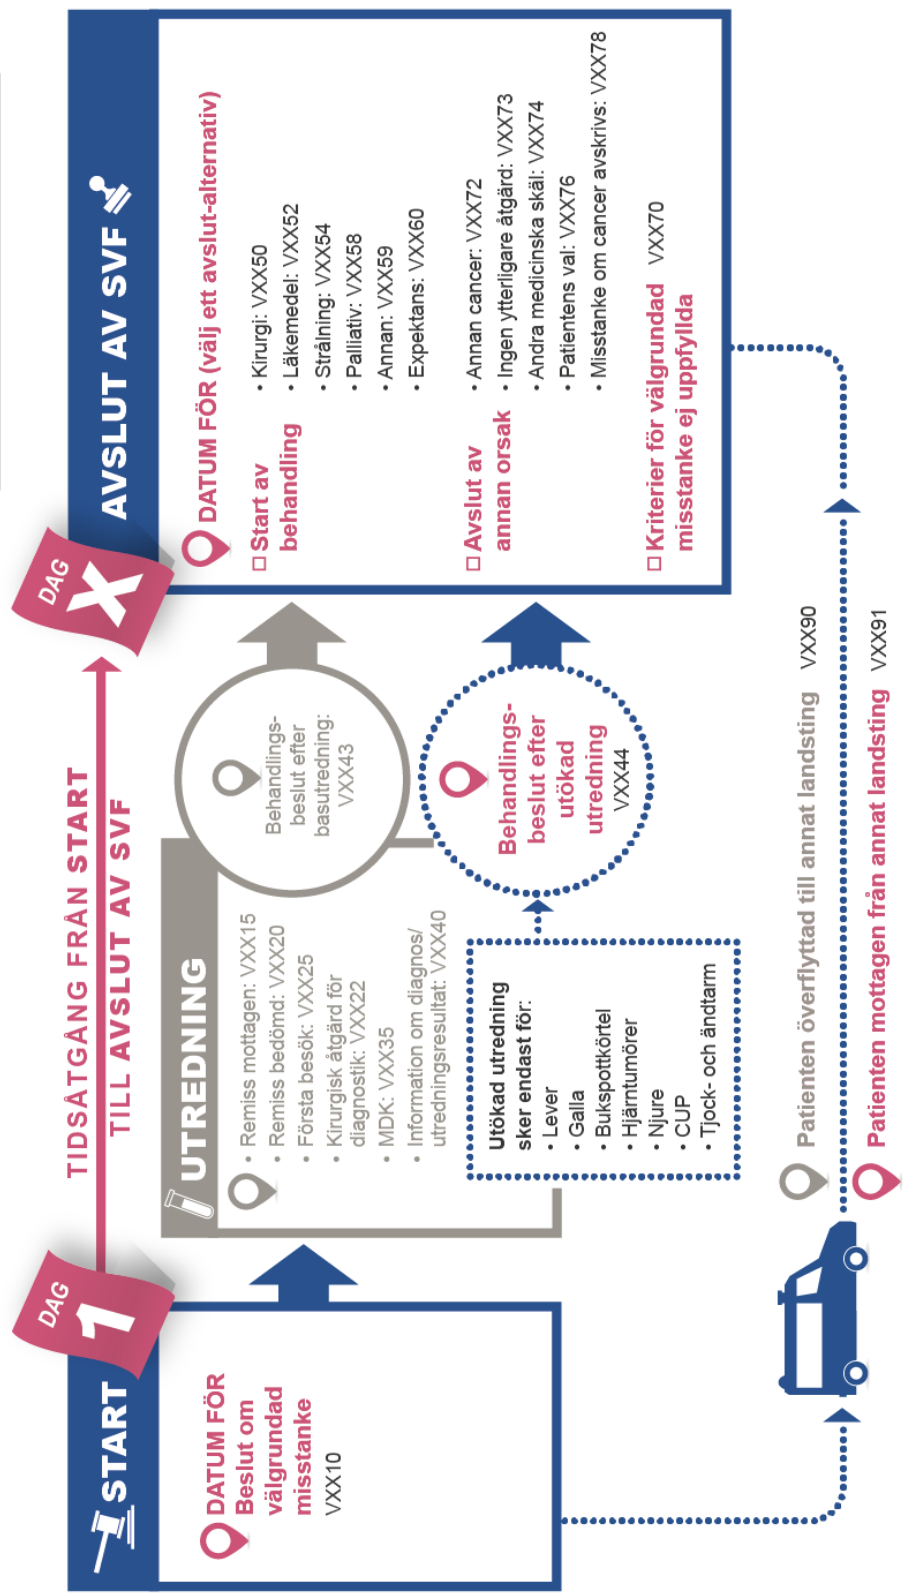 TIDSÅTGÅNG FRÅN START
TILL AVSLUT AV SVF
DAG
1
START
DATUM FÖR
Beslut om
välgrundad
misstanke
VXX10
UTREDNING
• Remiss mottagen: VXX15
• Remiss bedömd: VXX20
• Första besök: VXX25
• Kirurgisk åtgärd för
diagnostik: VXX22
• MDK: VXX35
• Information om diagnos/
utredningsresultat: VXX40
Utökad utredning
sker endast för:
• Lever
• Galla
• Bukspottkörtel
• Hjärntumörer
• Njure
• CUP
• Tjock- och ändtarm
Behandlings-
beslut efter
basutredning:
VXX43
Behandlings-
beslut efter
utökad
utredning
VXX44
DAG
X
AVSLUT AV SVF
DATUM FÖR (välj ett avslut-alternativ)
Start av
behandling
• Kirurgi: VXX50
• Läkemedel: VXX52
• Strålning: VXX54
• Palliativ: VXX58
• Annan: VXX59
• Expektans: VXX60
Avslut av
annan orsak
• Annan cancer: VXX72
• Ingen ytterligare åtgärd: VXX73
• Andra medicinska skäl: VXX74
• Patientens val: VXX76
• Misstanke om cancer avskrivs: VXX78
Kriterier för välgrundad
misstanke ej uppfyllda VXX70
Patienten överflyttad till annat landsting VXX90
Patienten mottagen från annat landsting VXX91